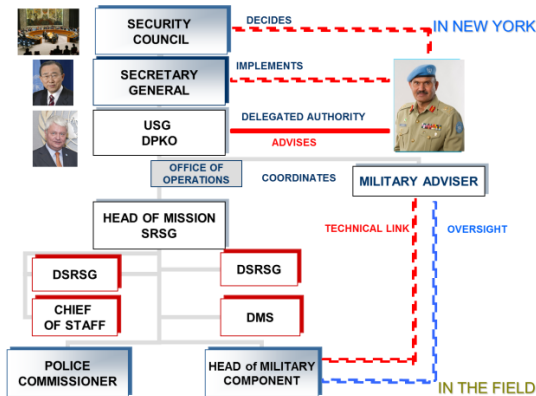 SECURITY
COUNCIL
DECIDES
IN NEW YORK
SECRETARY
GENERAL
IMPLEMENTS
USG
DPKO
DELEGATED AUTHORITY
ADVISES
OFFICE OF
OPERATIONS
COORDINATES
MILITARY ADVISER
HEAD OF MISSION
SRSG
TECHNICAL LINK
OVERSIGHT
DSRSG
DSRSG
CHIEF
OF STAFF
DMS
POLICE
COMMISSIONER
HEAD of MILITARY
COMPONENT
IN THE FIELD